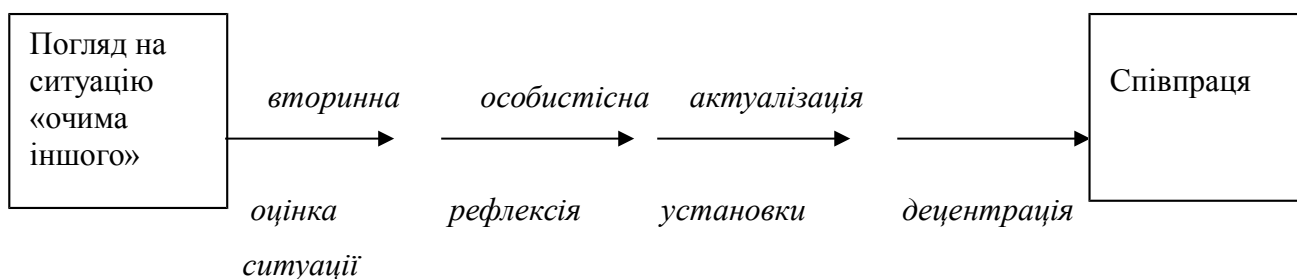 Погляд на
ситуацію
«очима
іншого»
вторинна
оцінка
ситуації
особистісна
рефлексія
актуалізація
установки
децентрація
Співпраця